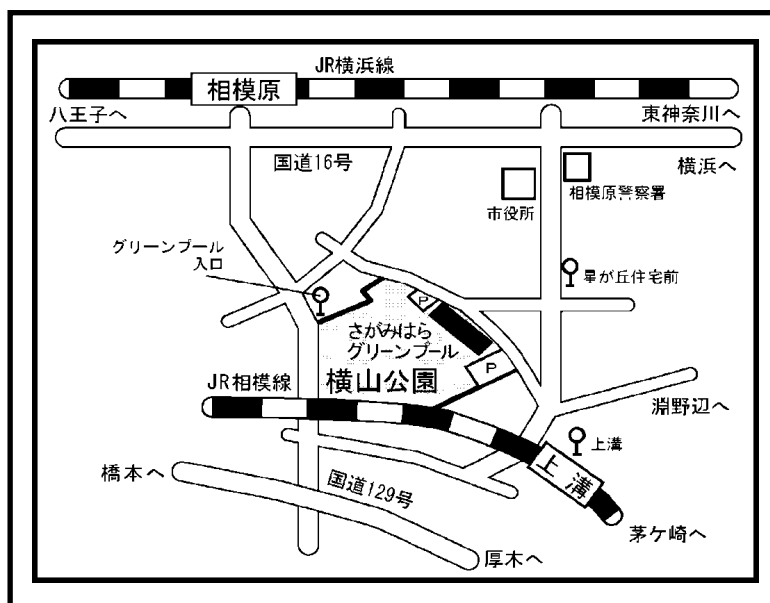 JR横浜線
相模原
八王子へ
東神奈川へ
国道16号
横浜へ
相模原警察署
市役所
グリーンプール
入口
星が丘住宅前
P
さがみはら
グリーンプール
P
横山公園
JR相模線
淵野辺へ
上溝
上溝
橋本へ
国道129号
茅ケ崎へ
厚木へ